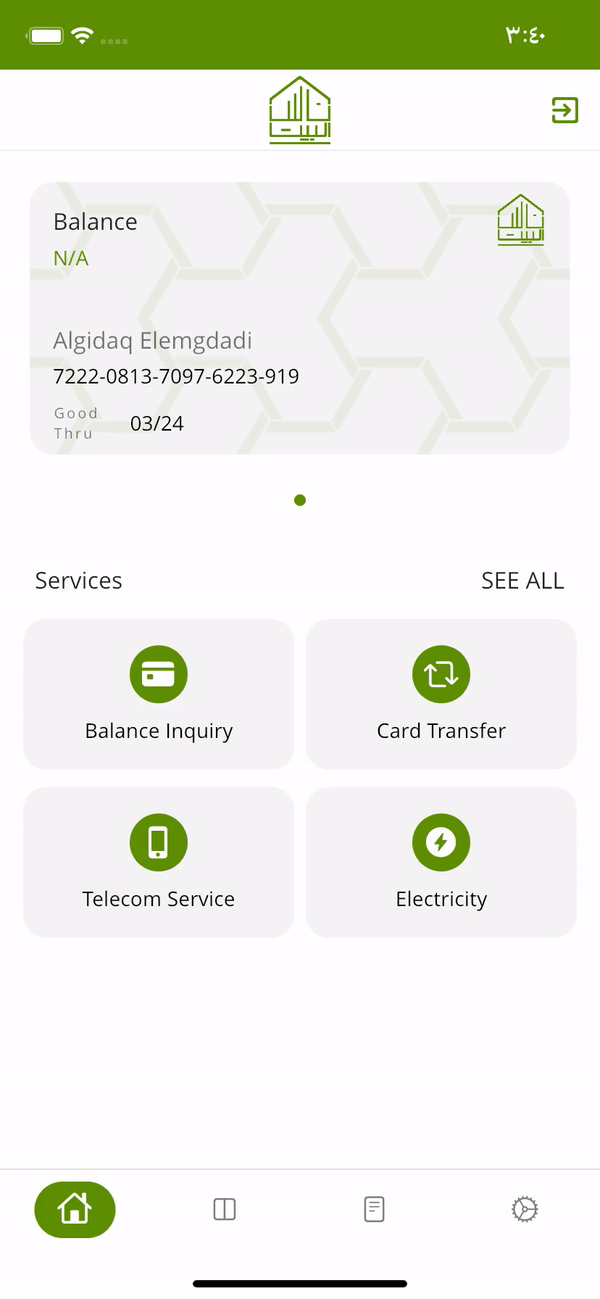 ٣:٤٠
Balance
N/A
Algidaq Elemgdadi
7222-0813-7097-6223-919
Good
Thru
03/24
Services
SEE ALL
Balance Inquiry
Card Transfer
Telecom Service
Electricity